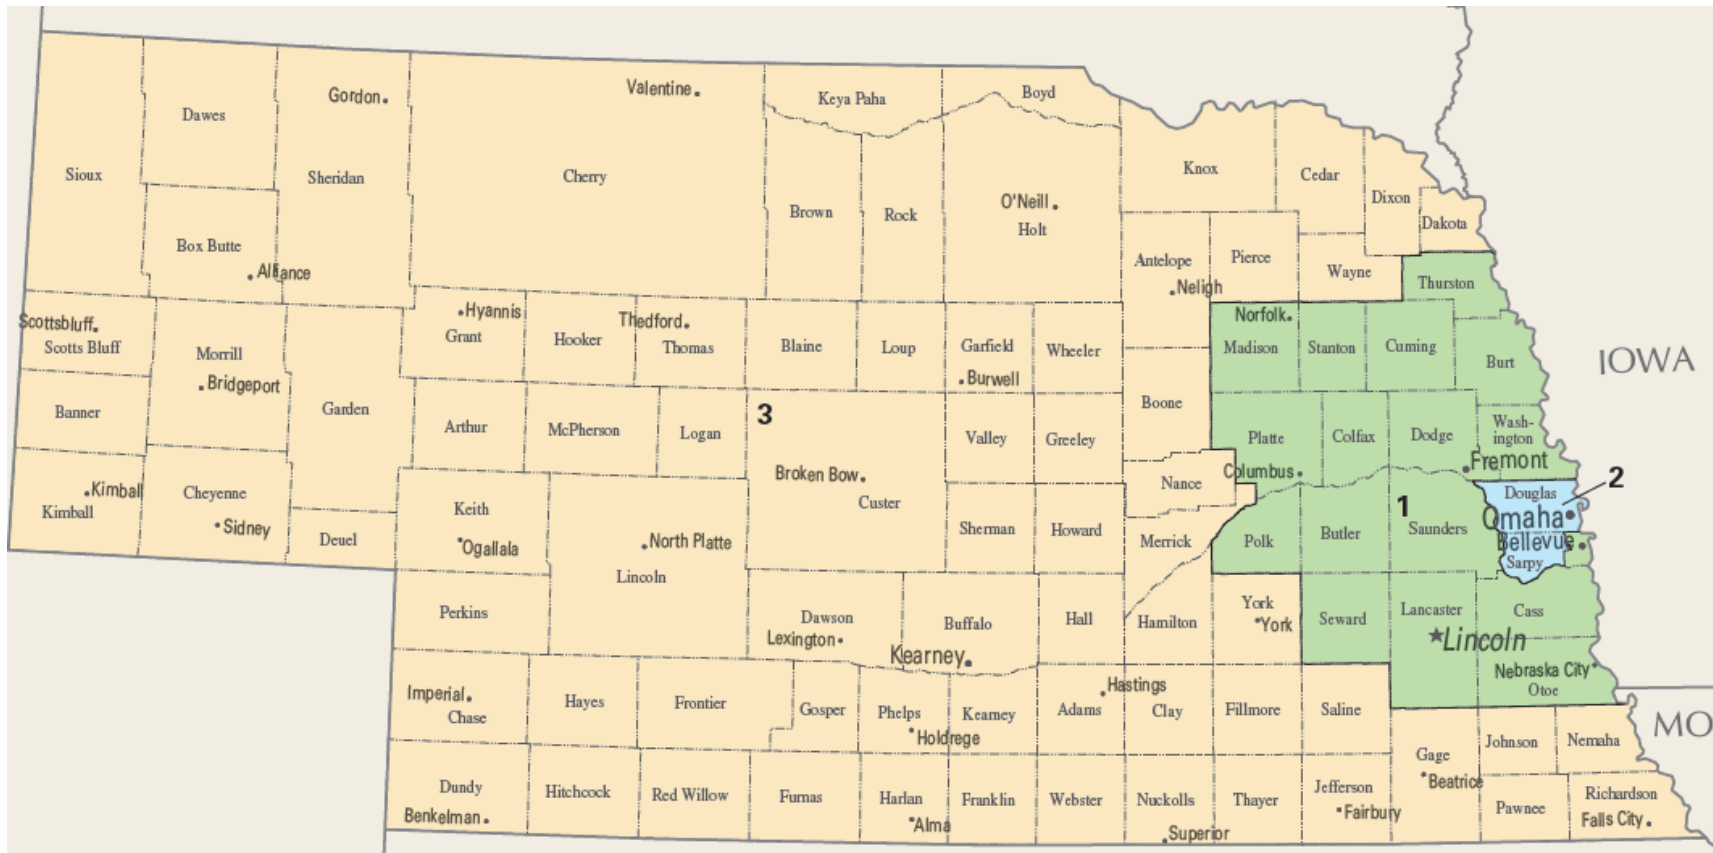 Valentine
Gordon
Keya Paha
Boyd
Dawes
Sioux
Sheridan
Cherry
Knox
Cedar
Dixon
Brown
Rock
O'Neill
Holt
Dakota
Box Butte
Alliance
Antelope
Pierce
Wayne
Neligh
Thurston
Scottsbluff
Scotts Bluff
Hyannis
Grant
Hooker
Thedford
Thomas
Blaine
Loup
Garfield
Wheeler
Burwell
Norfolk
Madison
Stanton
Cuming
Burt
IOWA
Morrill
Bridgeport
Banner
Garden
Arthur
McPherson
Logan
3
Valley
Greeley
Boone
Platte
Colfax
Dodge
Wash-
ington
Broken Bow
Custer
Columbus
Fremont
Nance
Kimball
Kimball
Cheyenne
Sidney
Deuel
Keith
Ogallala
North Platte
Lincoln
Sherman
Howard
Merrick
Polk
Butler
1
Saunders
Douglas
2
Omaha
Bellevue
Sarpy
Perkins
Dawson
Lexington
Buffalo
Kearney
Hall
Hamilton
York
York
Seward
Lancaster
Lincoln
Cass
Nebraska City
Otoe
MO
Imperial
Chase
Hayes
Frontier
Gosper
Phelps
Holdrege
Kearney
Adams
Hastings
Clay
Fillmore
Saline
Gage
Beatrice
Johnson
Nemaha
Dundy
Benkelman
Hitchcock
Red Willow
Furnas
Harlan
Alma
Franklin
Webster
Nuckolls
Superior
Thayer
Jefferson
Fairbury
Pawnee
Richardson
Falls City